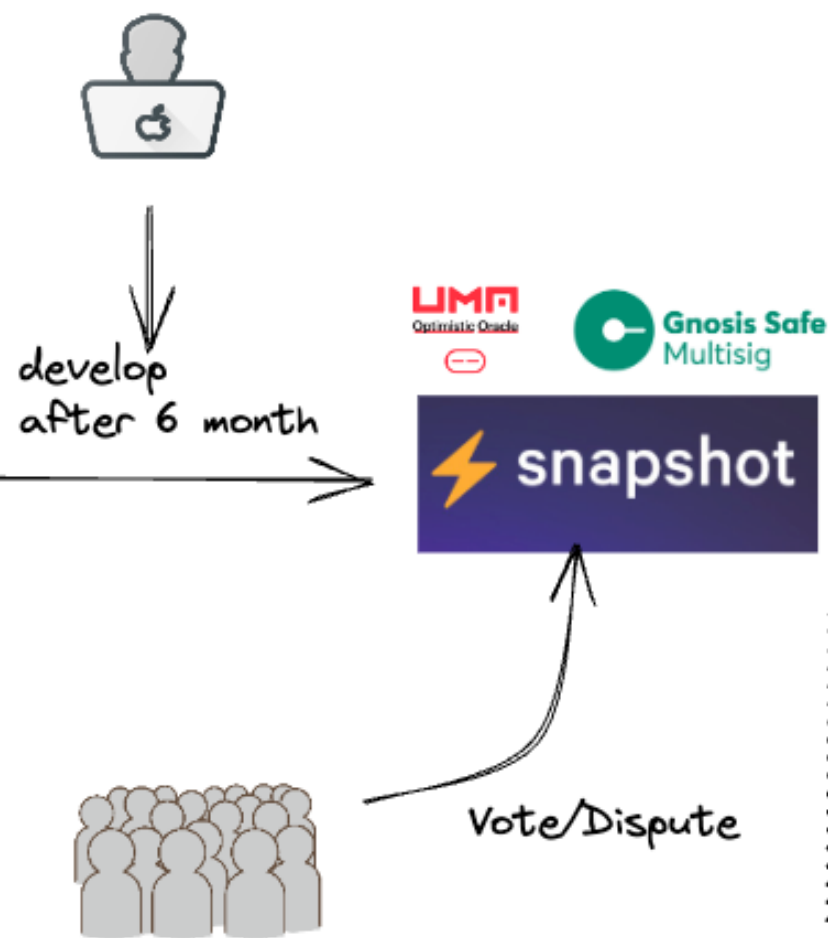 UMA
Optimistic Oracle
Gnosis Safe
Multisig
develop
after 6 month
snapshot
Vote/Dispute